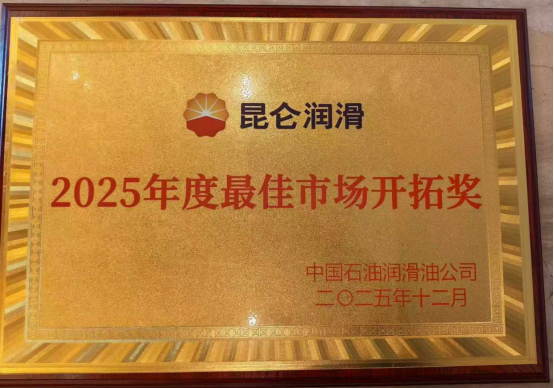 昆仑润滑
2025年度最佳市场开拓奖
中国石油润滑油公司
二〇二五年十二月